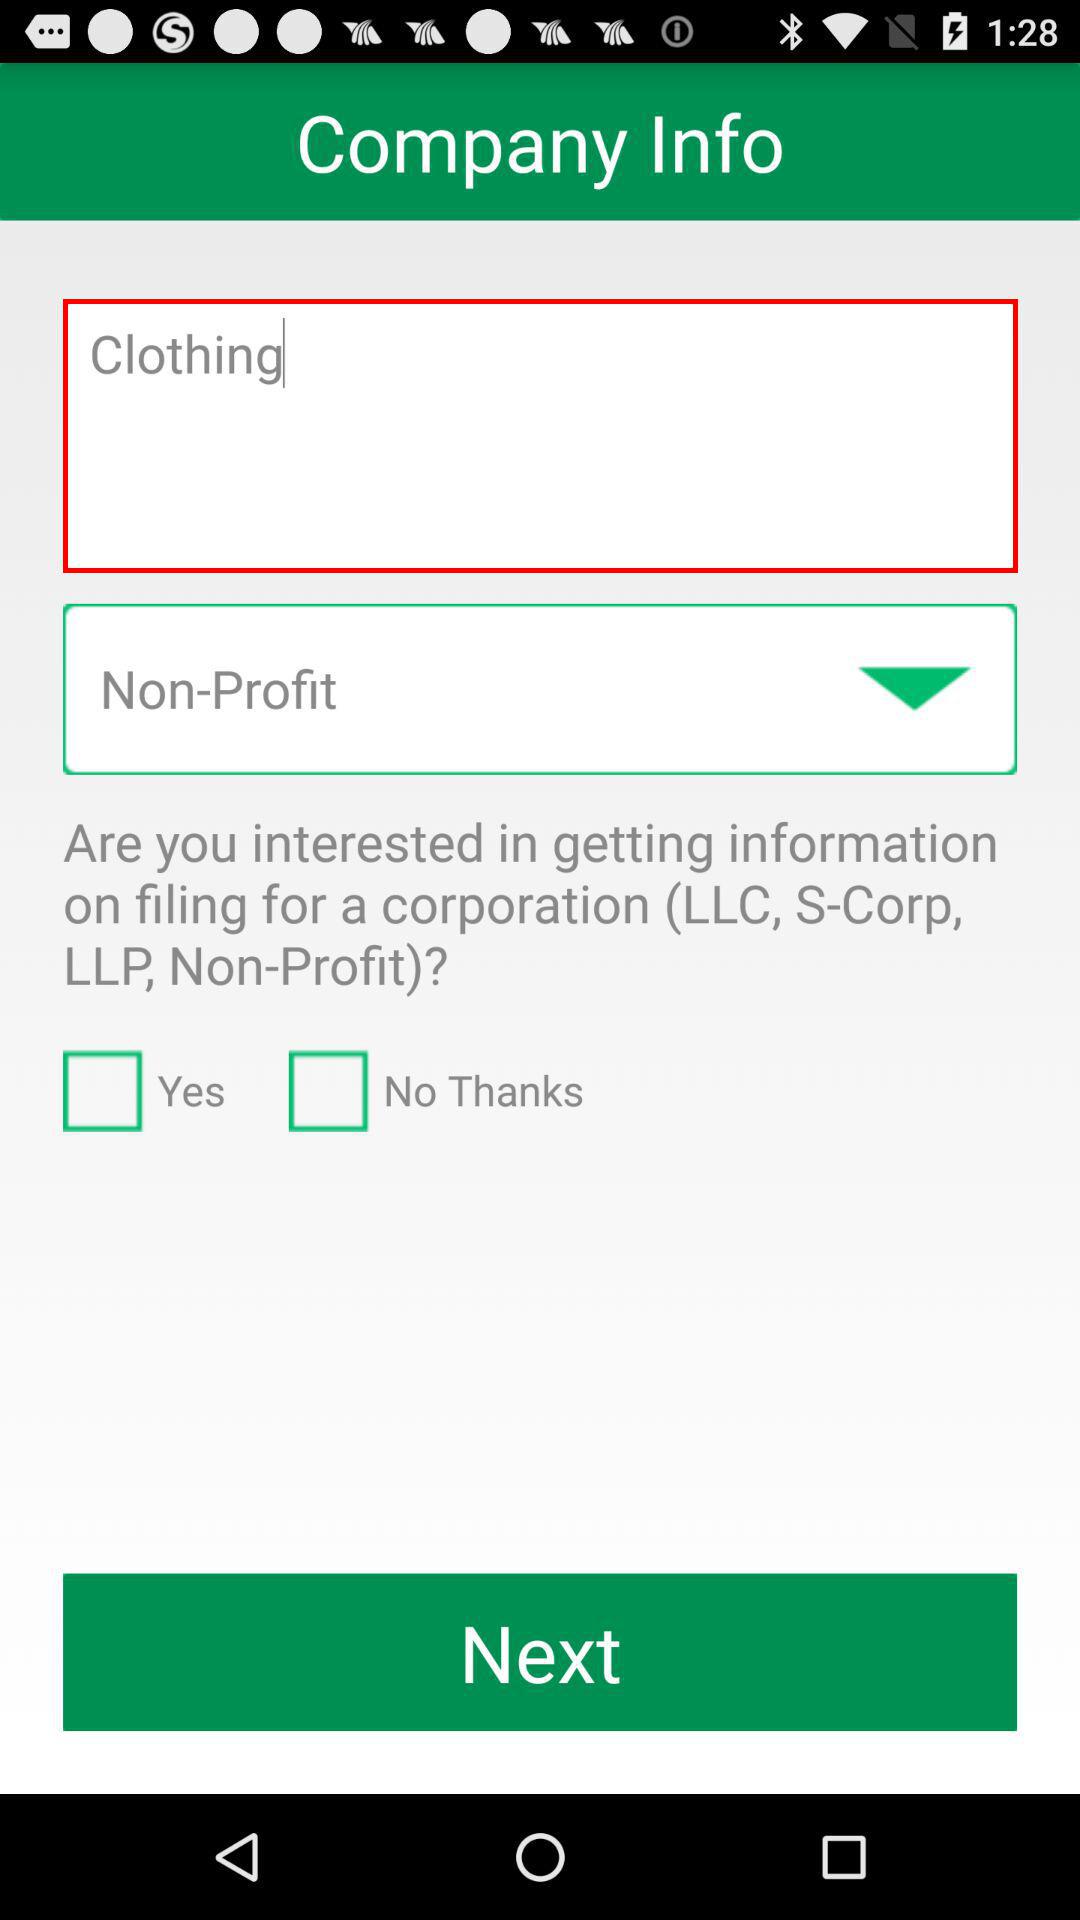 1:28
Company Info
Clothing
Non-Profit
Are you interested in getting information
on filing for a corporation (LLC, S-Corp,
LLP, Non-Profit)?
Yes No Thanks
Next